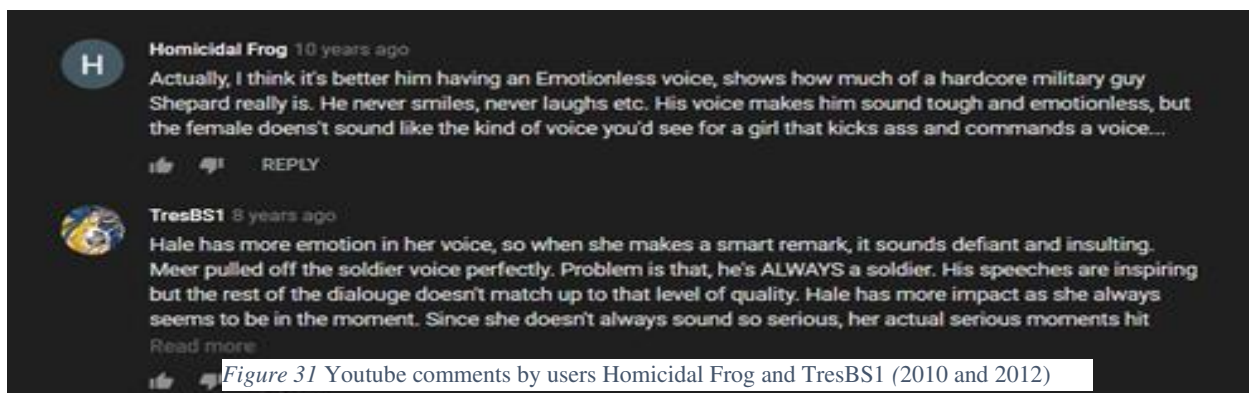 H
Homicidal Frog 10 years ago
Actually, I think it's better him having an Emotionless voice, shows how much of a hardcore military guy
Shepard really is. He never smiles, never laughs etc. His voice makes him sound tough and emotionless, but
the female doens't sound like the kind of voice you'd see for a girl that kicks ass and commands a voice...
REPLY
TresBS1 8 years ago
Hale has more emotion in her voice, so when she makes a smart remark, it sounds defiant and insulting.
Meer pulled off the soldier voice perfectly. Problem is that, he's ALWAYS a soldier. His speeches are inspiring
but the rest of the dialouge doesn't match up to that level of quality. Hale has more impact as she always
seems to be in the moment. Since she doesn't always sound so serious, her actual serious moments hit
Read more
Figure 31 Youtube comments by users Homicidal Frog and TresBS1 (2010 and 2012)